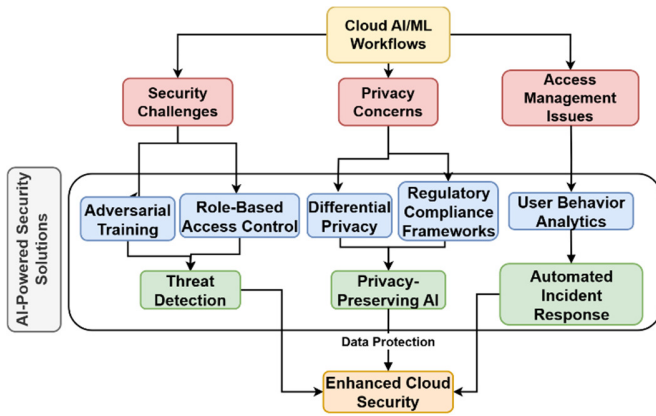 Cloud AI/ML
Workflows
Security
Challenges
Privacy
Concerns
Access
Management
Issues
AI-Powered Security
Solutions
Adversarial
Training
Role-Based
Access Control
Differential
Privacy
Regulatory
Compliance
Frameworks
User Behavior
Analytics
Threat
Detection
Privacy-
Preserving AI
Automated
Incident
Response
Data Protection
Enhanced Cloud
Security